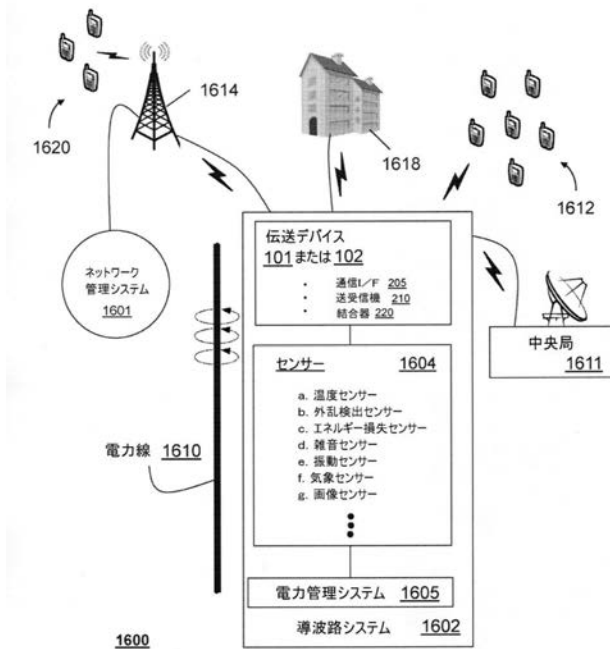 1620
1614
1618
1612
ネットワーク
管理システム
1601
伝送デバイス
101または 102
・ 通信I／F 205
・ 送受信機 210
・ 結合器 220
中央局
1611
センサー 1604
a. 温度センサー
b. 外乱検出センサー
c. エネルギー損失センサー
d. 雑音センサー
e. 振動センサー
f. 気象センサー
g. 画像センサー
電力線 1610
電力管理システム 1605
導波路システム 1602
1600